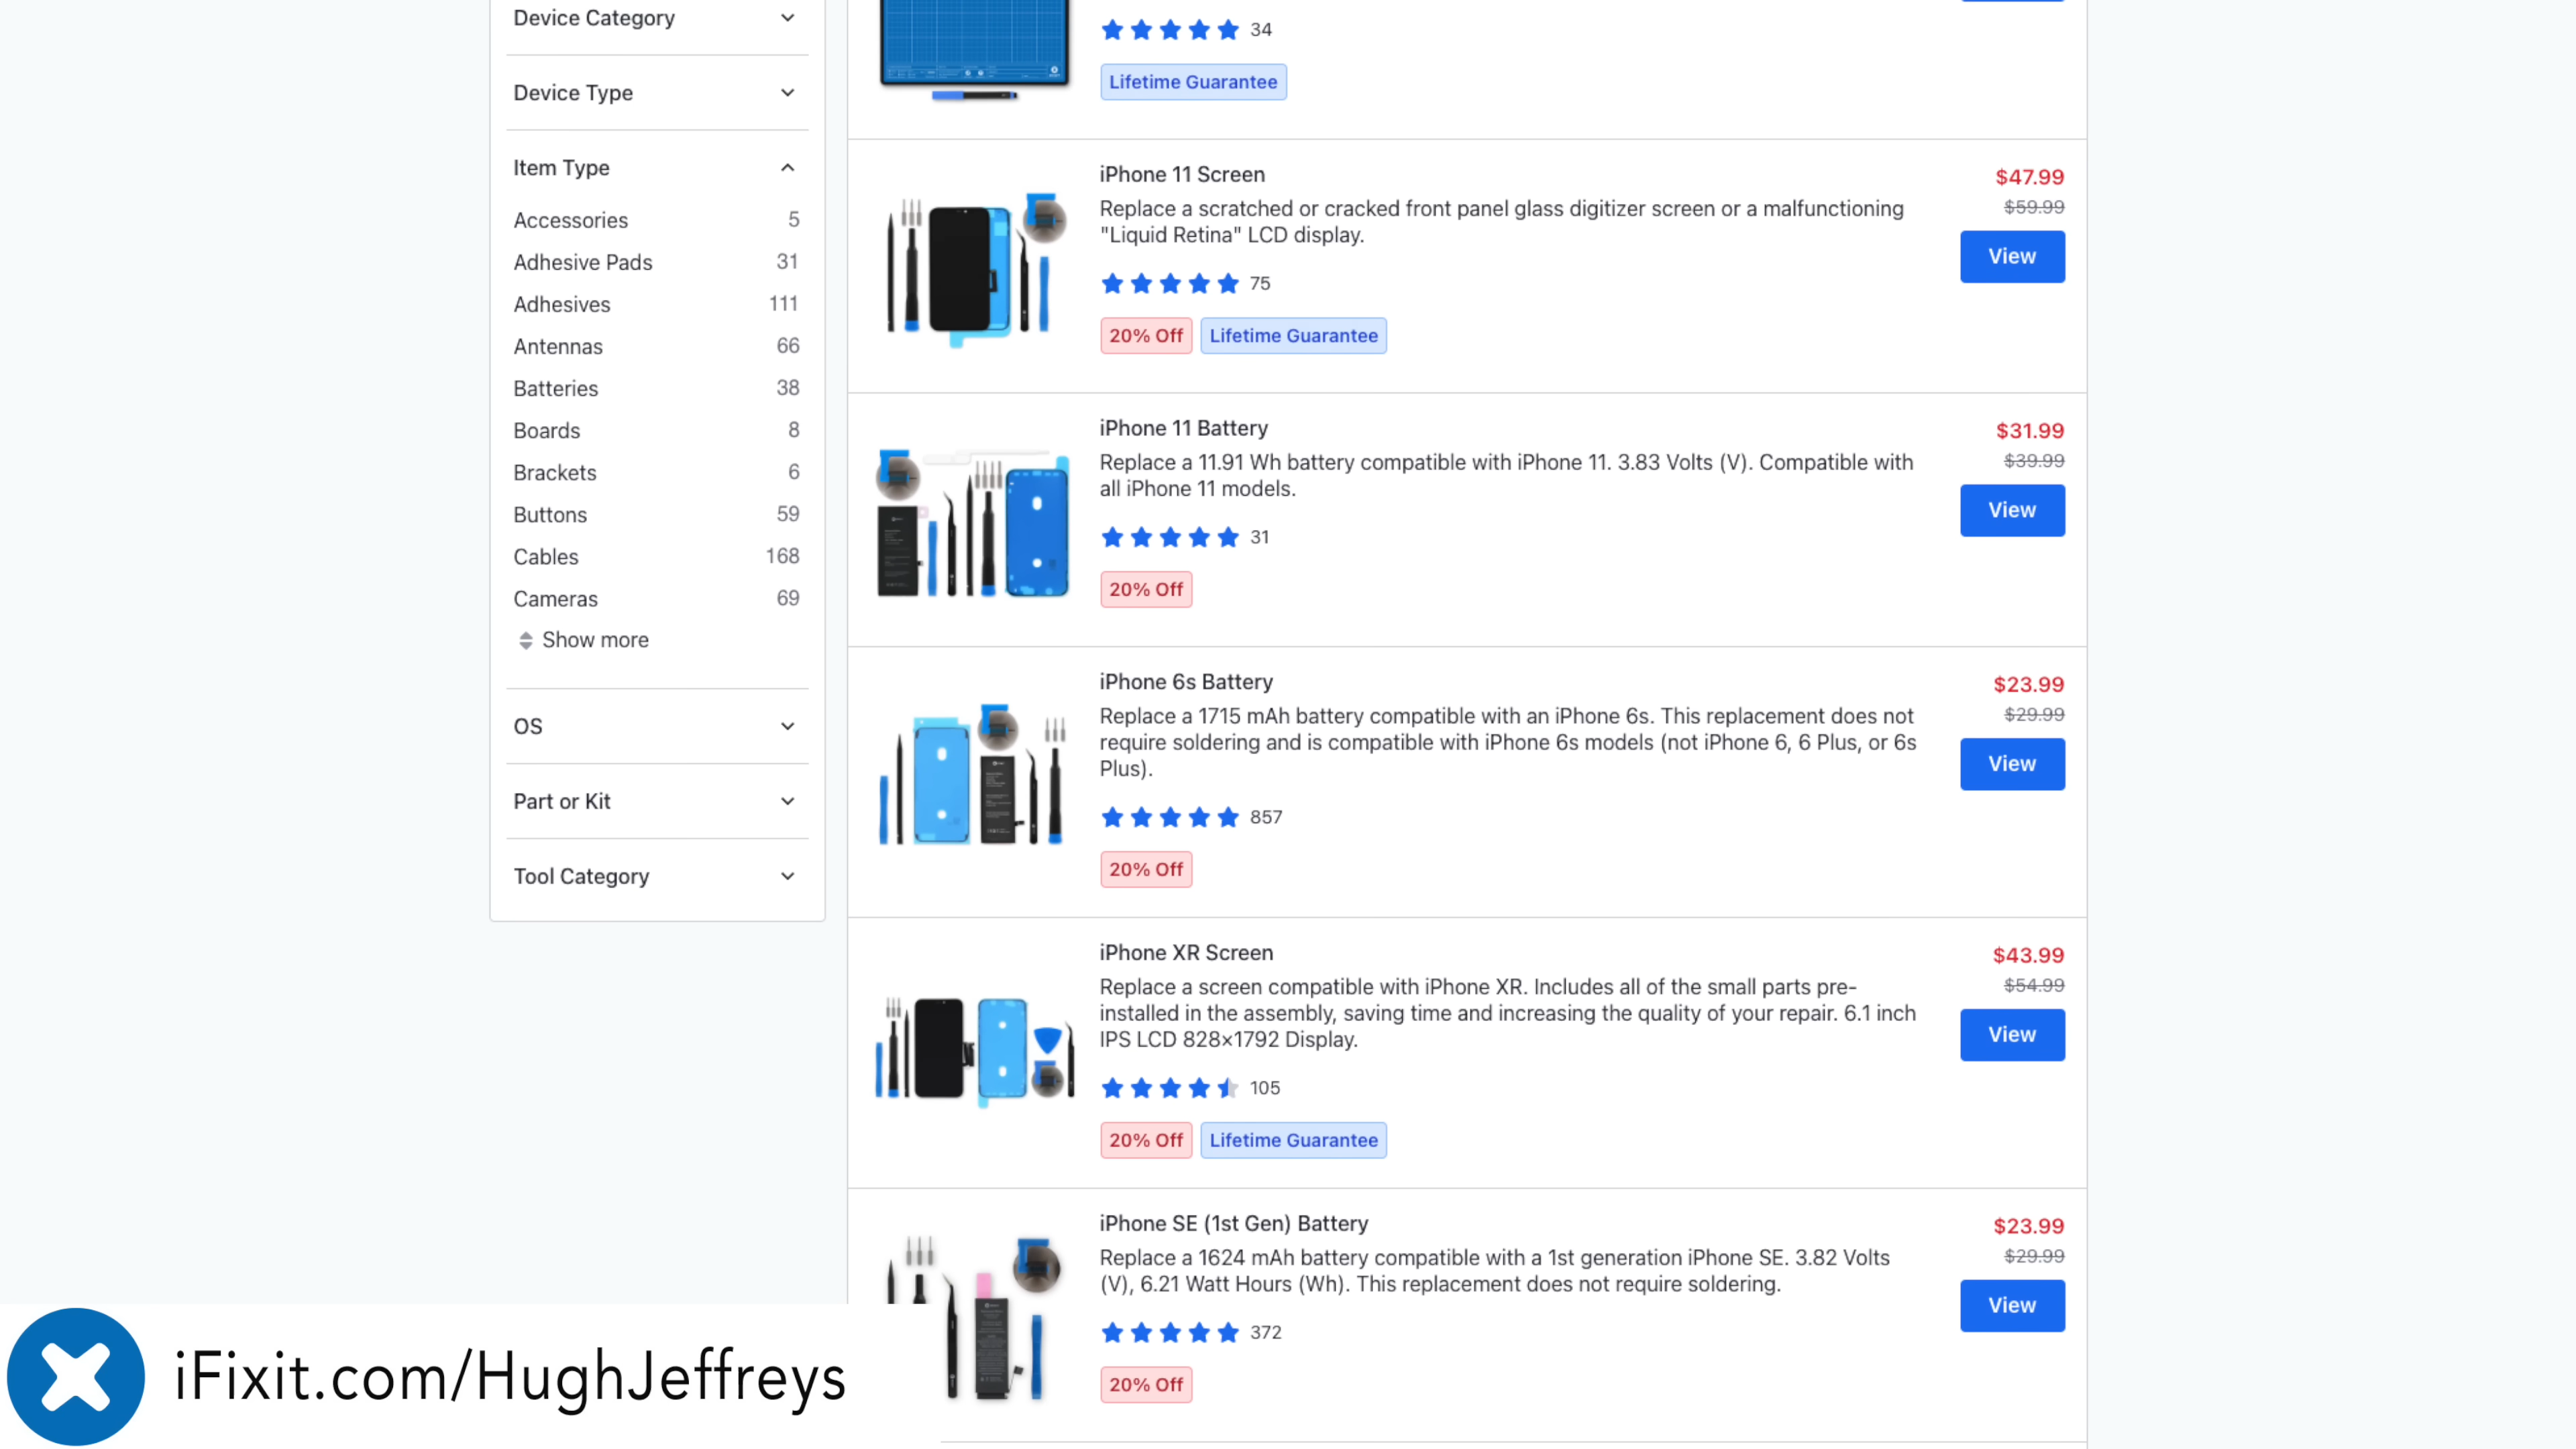 Device Category
Device Type
Item Type
Accessories 5
Adhesive Pads 31
Adhesives 111
Antennas 66
Batteries 38
Boards 8
Brackets 6
Buttons 59
Cables 168
Cameras 69
Show more
OS
Part or Kit
Tool Category
34
Lifetime Guarantee
iPhone 11 Screen
Replace a scratched or cracked front panel glass digitizer screen or a malfunctioning
"Liquid Retina" LCD display.
75
20% Off Lifetime Guarantee
$47.99
$59.99
View
iPhone 11 Battery
Replace a 11.91 Wh battery compatible with iPhone 11. 3.83 Volts (V). Compatible with
all iPhone 11 models.
31
20% Off
$31.99
$39.99
View
iPhone 6s Battery
Replace a 1715 mAh battery compatible with an iPhone 6s. This replacement does not
require soldering and is compatible with iPhone 6s models (not iPhone 6, 6 Plus, or 6s
Plus).
857
20% Off
$23.99
$29.99
View
iPhone XR Screen
Replace a screen compatible with iPhone XR. Includes all of the small parts pre-
installed in the assembly, saving time and increasing the quality of your repair. 6.1 inch
IPS LCD 828×1792 Display.
105
20% Off Lifetime Guarantee
$43.99
$54.99
View
iPhone SE (1st Gen) Battery
Replace a 1624 mAh battery compatible with a 1st generation iPhone SE. 3.82 Volts
(V), 6.21 Watt Hours (Wh). This replacement does not require soldering.
372
20% Off
$23.99
$29.99
View
iFixit.com/HughJeffreys